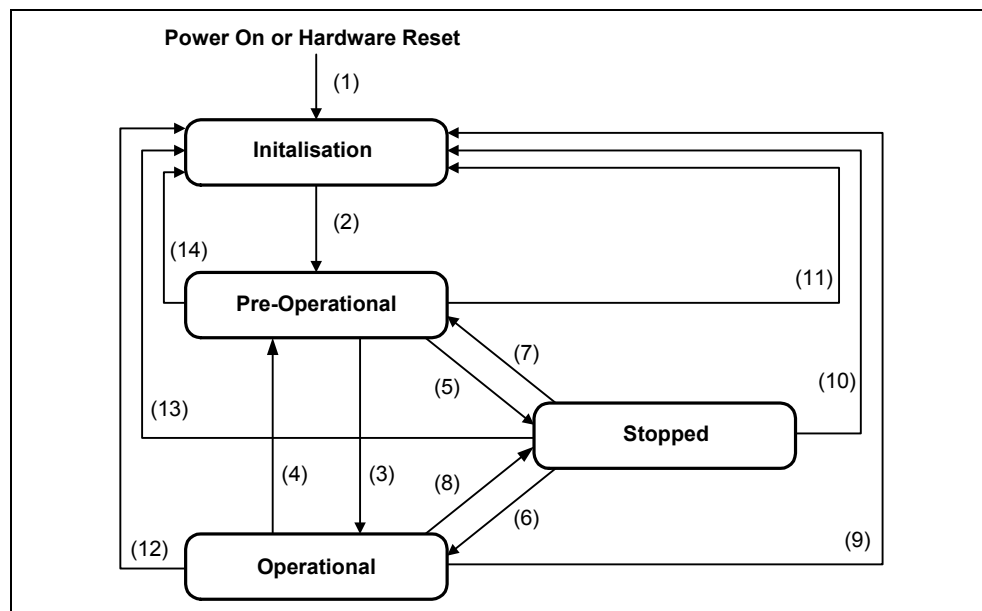 Power On or Hardware Reset
(1)
Initalisation
(2)
(14)
(11)
Pre-Operational
(7)
(5)
(10)
(13)
Stopped
(4)
(3)
(8)
(6)
(12)
(9)
Operational